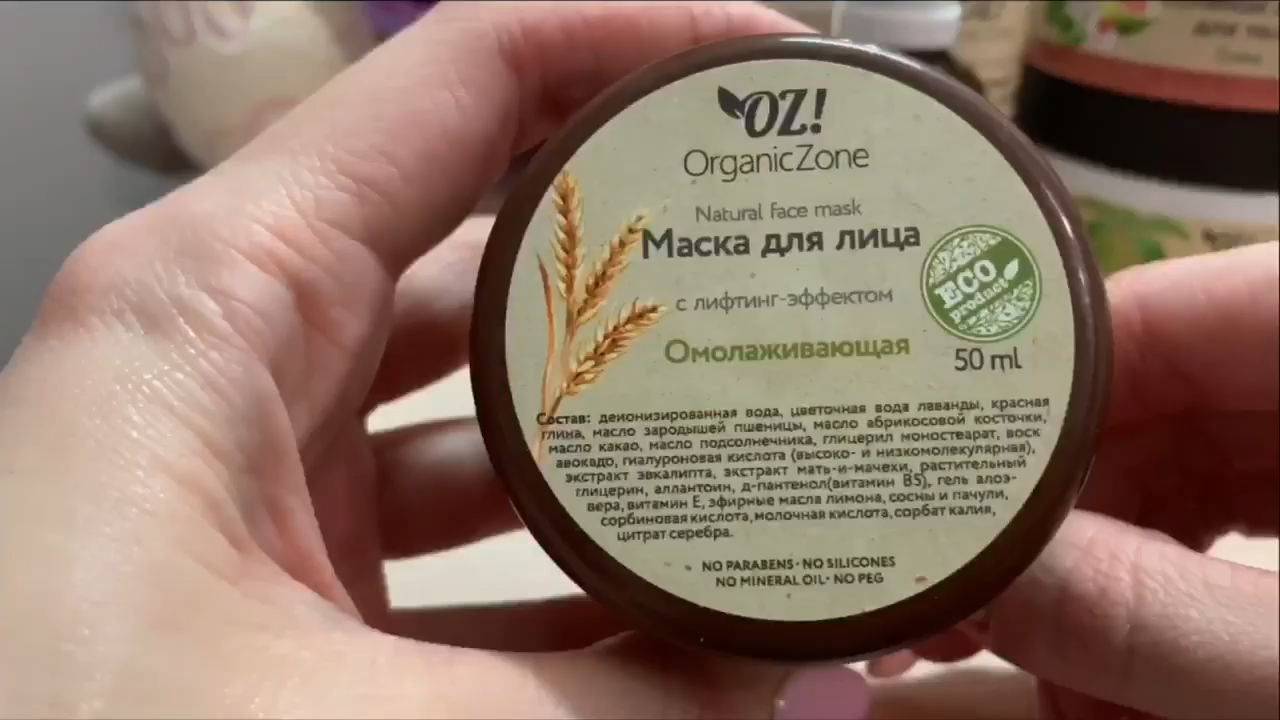 OZ!
OrganicZone
Natural face mask
Маска для лица
с лифтинг-эффектом
Омолаживающая
ECO
product
50 ml
Состав: деионизированная вода, цветочная вода лаванды, красная
глина, масло зародышей пшеницы, масло абрикосовой косточки,
масло какао, масло подсолнечника, глицерил моностеарат, воск
авокадо, гиалуроновая кислота (высоко- и низкомолекулярная),
экстракт эвкалипта, экстракт мать-и-мачехи, растительный
глицерин, аллантоин, д-пантенол(витамин B5), гель алоэ-
вера, витамин Е, эфирные масла лимона, сосны и пачули,
сорбиновая кислота, молочная кислота, сорбат калия,
цитрат серебра.
NO PARABENS· NO SILICONES
NO MINERAL OIL· NO PEG